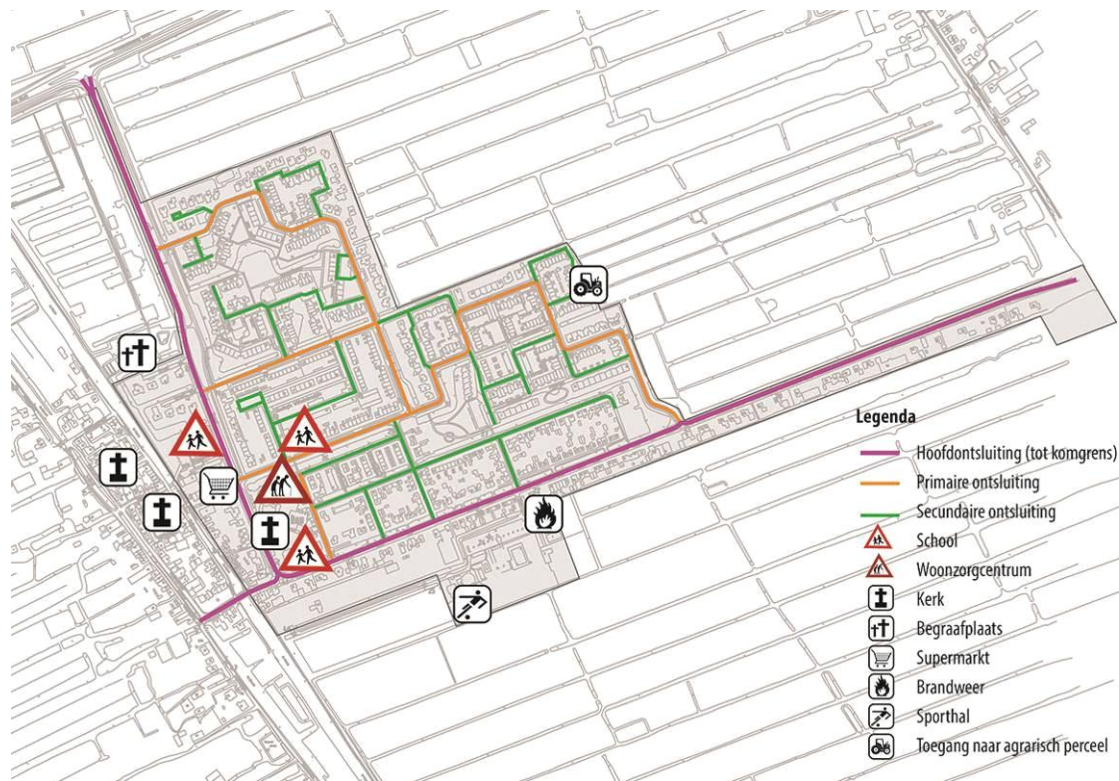 Legenda
Hoofdontsluiting (tot komgrens)
Primaire ontsluiting
Secundaire ontsluiting
School
Woonzorgcentrum
Kerk
Begraafplaats
Supermarkt
Brandweer
Sporthal
Toegang naar agrarisch perceel